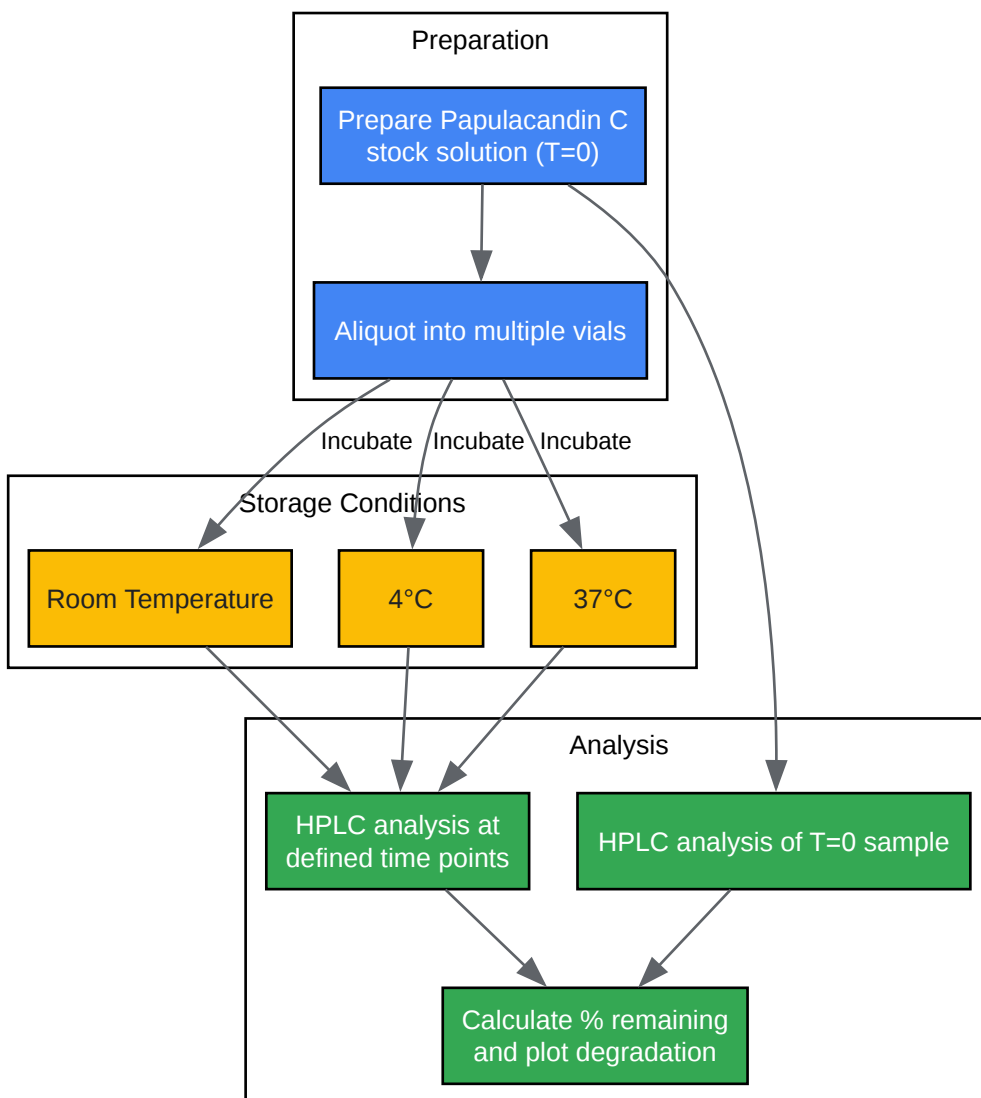 Preparation
Prepare Papulacandin C
stock solution (T=0)
Aliquot into multiple vials
Incubate
Incubate
Incubate
Storage Conditions
Room Temperature
4°C
37°C
Analysis
HPLC analysis at
defined time points
HPLC analysis of T=0 sample
Calculate % remaining
and plot degradation